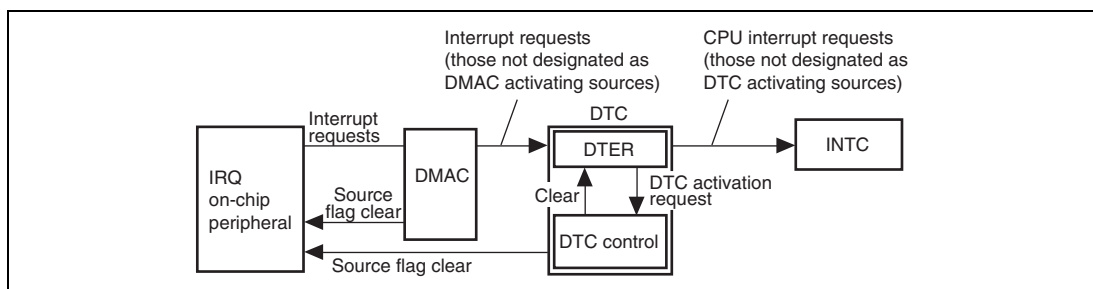 Interrupt requests
(those not designated as
DMAC activating sources)
CPU interrupt requests
(those not designated as
DTC activating sources)
Interrupt
requests
DTC
IRQ
on-chip
peripheral
DMAC
DTER
INTC
Source
flag clear
Clear
DTC activation
request
DTC control
Source flag clear